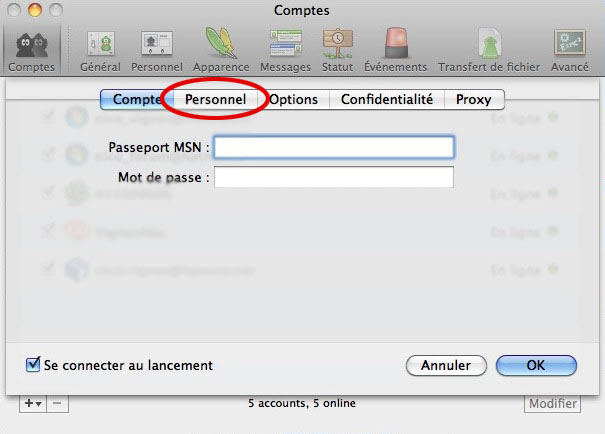 Comptes
Comptes Général Personnel Apparence Messages Statut Événements Transfert de fichier Avancé
Compte Personnel Options Confidentialité Proxy
Passeport MSN :
Mot de passe :
En ligne
En ligne
En ligne
En ligne
En ligne
Se connecter au lancement
Annuler OK
5 accounts, 5 online
Modifier